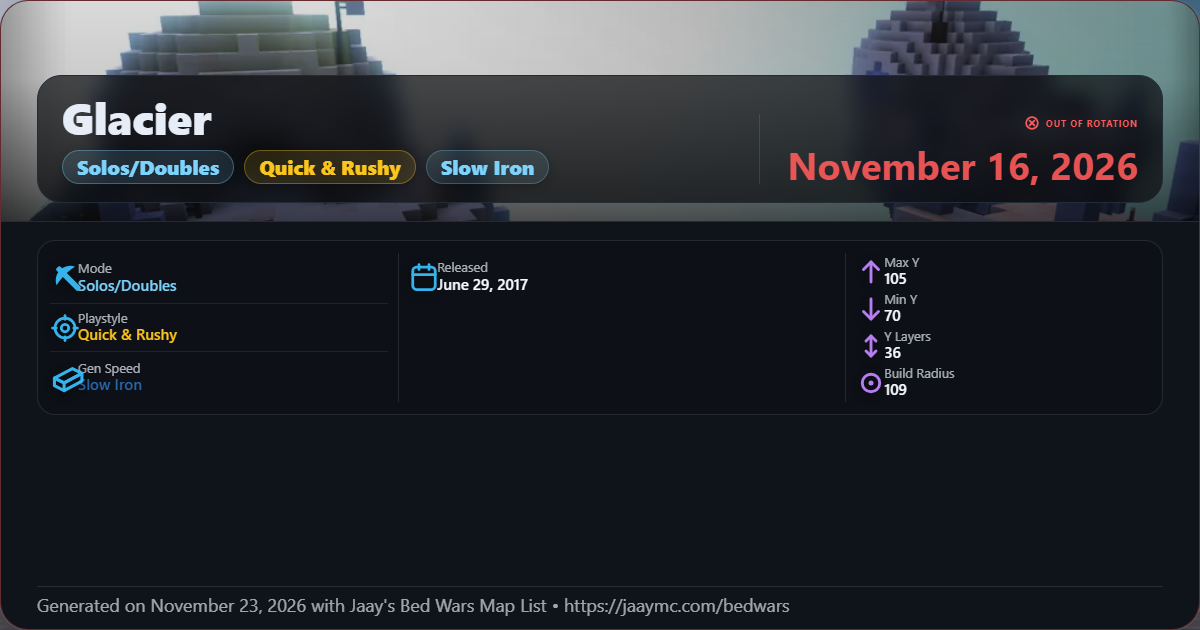 Glacier
Solos/Doubles
Quick & Rushy
Slow Iron
OUT OF ROTATION
November 16, 2026
Mode
Solos/Doubles
Playstyle
Quick & Rushy
Gen Speed
Slow Iron
Released
June 29, 2017
Max Y
105
Min Y
70
Y Layers
36
Build Radius
109
Generated on November 23, 2026 with Jaay's Bed Wars Map List • https://jaaymc.com/bedwars